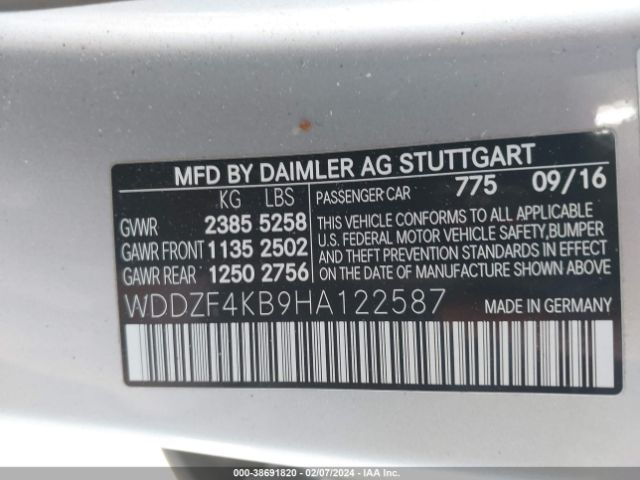 MFD BY DAIMLER AG STUTTGART
KG LBS PASSENGER CAR 775 09/16
GVWR 2385 5258
GAWR FRONT 1135 2502
GAWR REAR 1250 2756
THIS VEHICLE CONFORMS TO ALL APPLICABLE
U.S. FEDERAL MOTOR VEHICLE SAFETY,BUMPER
AND THEFT PREVENTION STANDARDS IN EFFECT
ON THE DATE OF MANUFACTURE SHOWN ABOVE
WDDZF4KB9HA122587 MADE IN GERMANY
000-38691820 - 02/07/2024 - IAAI.com